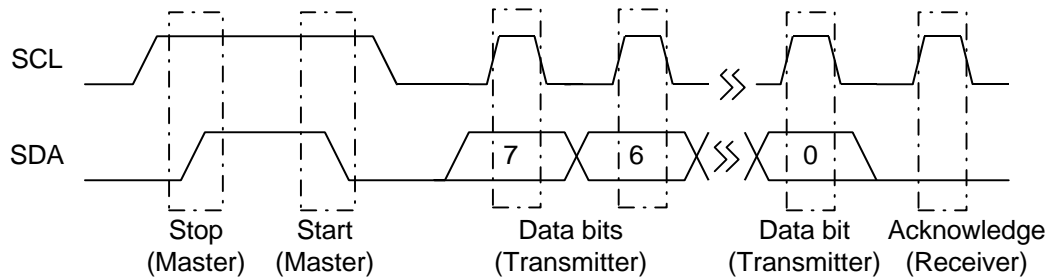 SCL
SDA
7
6
0
Stop
(Master)
Start
(Master)
Data bits
(Transmitter)
Data bit
(Transmitter)
Acknowledge
(Receiver)